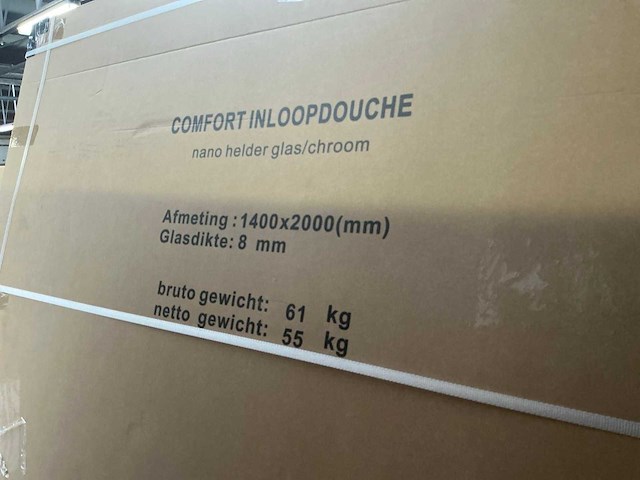 COMFORT INLOOPDOUCHE
nano helder glas/chroom
Afmeting : 1400x2000(mm)
Glasdikte: 8 mm
bruto gewicht: 61 kg
netto gewicht: 55 kg